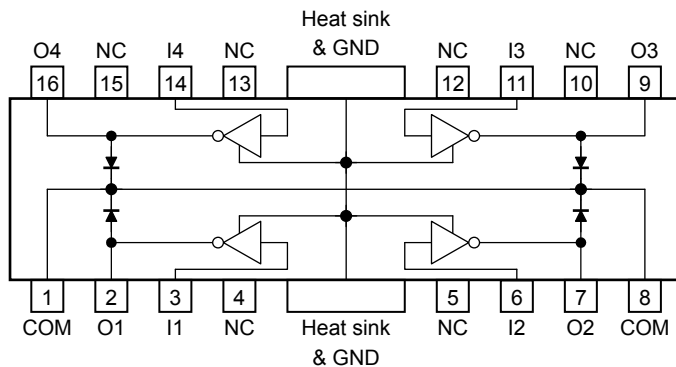 Heat sink
& GND
O4 NC I4 NC NC I3 NC O3
16 15 14 13 12 11 10 9
1 2 3 4 5 6 7 8
COM O1 I1 NC Heat sink NC I2 O2 COM
& GND